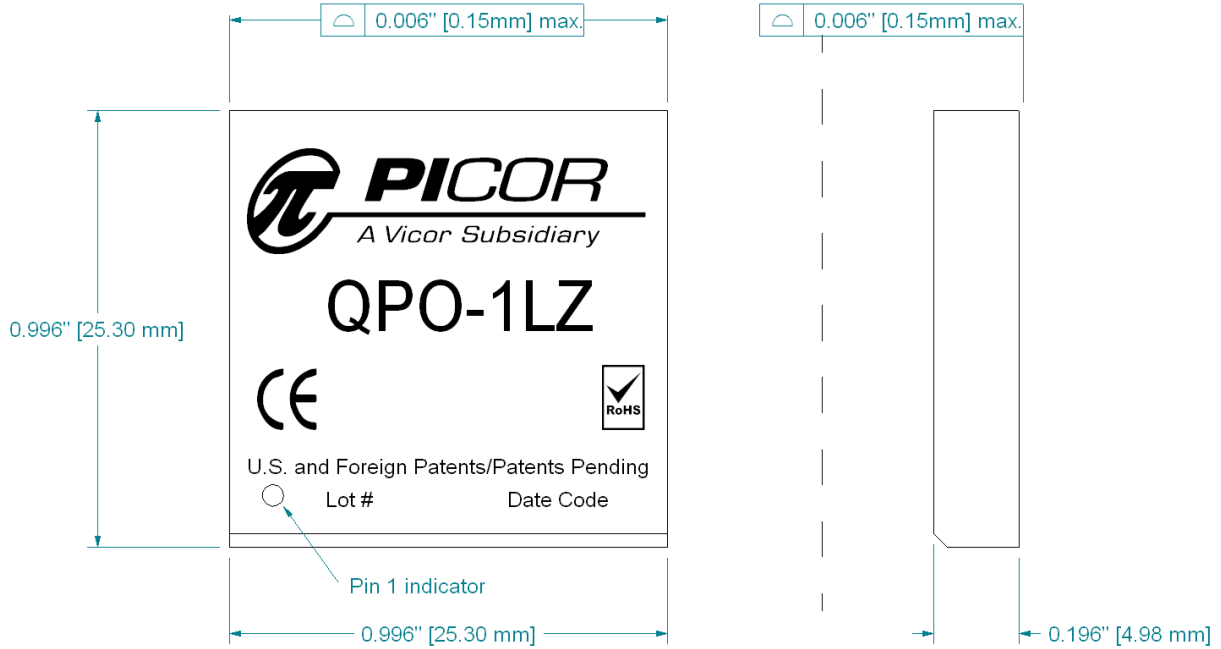 0.006" [0.15mm] max.
0.006" [0.15mm] max.
π PICOR
A Vicor Subsidiary
QPO-1LZ
0.996" [25.30 mm]
CE
RoHS
U.S. and Foreign Patents/Patents Pending
Lot # Date Code
Pin 1 indicator
0.996" [25.30 mm]
0.196" [4.98 mm]